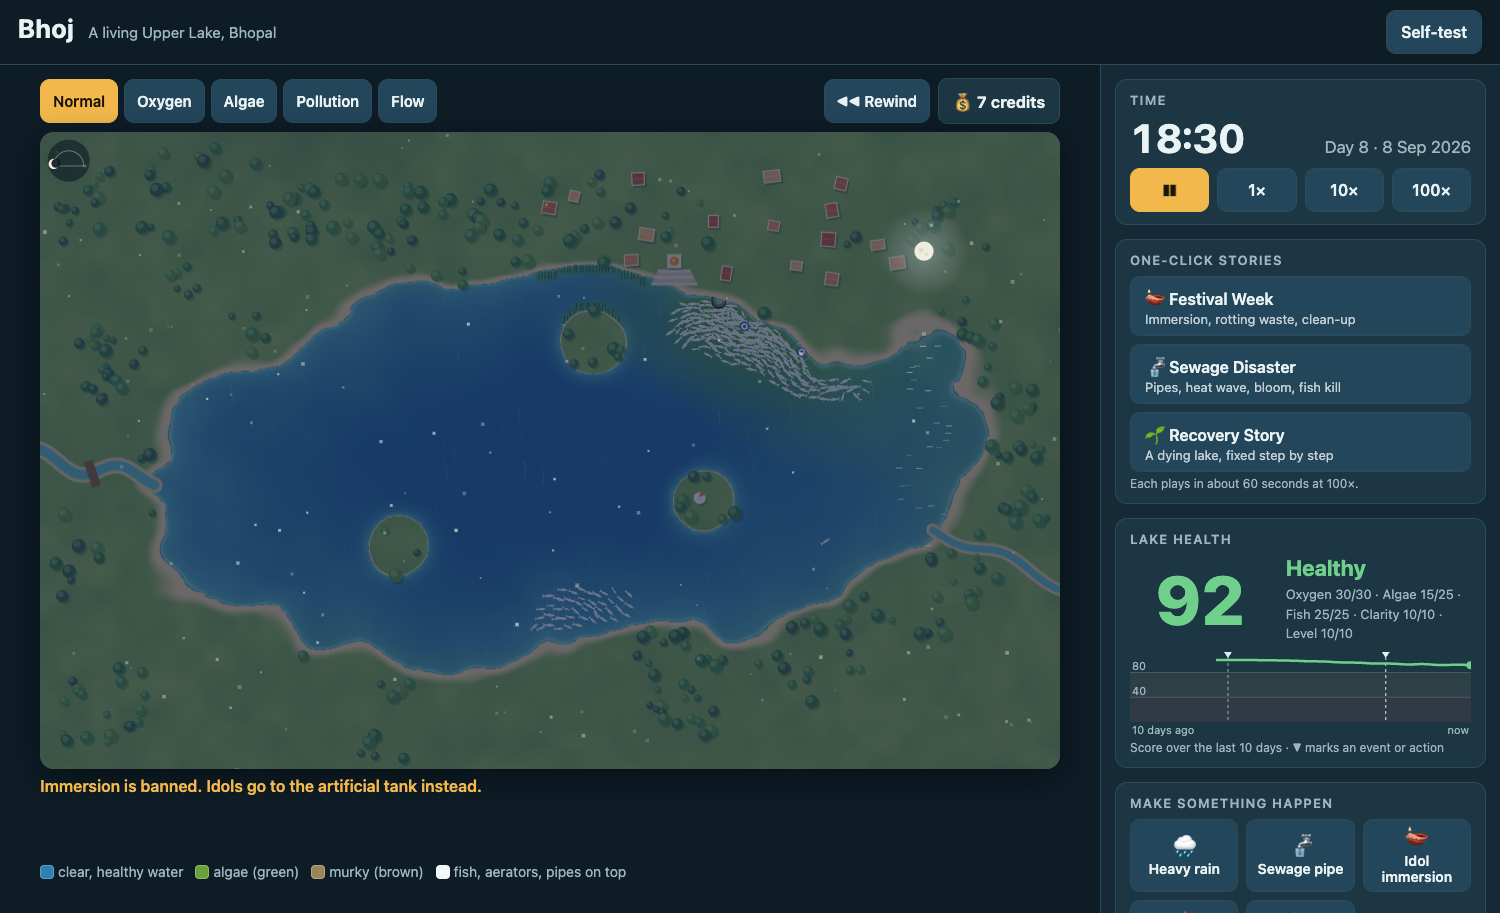 Bhoj A living Upper Lake, Bhopal
Self-test
Normal Oxygen Algae Pollution Flow
Rewind 7 credits
TIME
18:30 Day 8 · 8 Sep 2026
1× 10× 100×
ONE-CLICK STORIES
Festival Week
Immersion, rotting waste, clean-up
Sewage Disaster
Pipes, heat wave, bloom, fish kill
Recovery Story
A dying lake, fixed step by step
Each plays in about 60 seconds at 100×.
LAKE HEALTH
92
Healthy
Oxygen 30/30 · Algae 15/25 ·
Fish 25/25 · Clarity 10/10 ·
Level 10/10
80
40
10 days ago now
Score over the last 10 days · ▼ marks an event or action
MAKE SOMETHING HAPPEN
Heavy rain
Sewage pipe
Idol
immersion
Immersion is banned. Idols go to the artificial tank instead.
clear, healthy water algae (green) murky (brown) fish, aerators, pipes on top